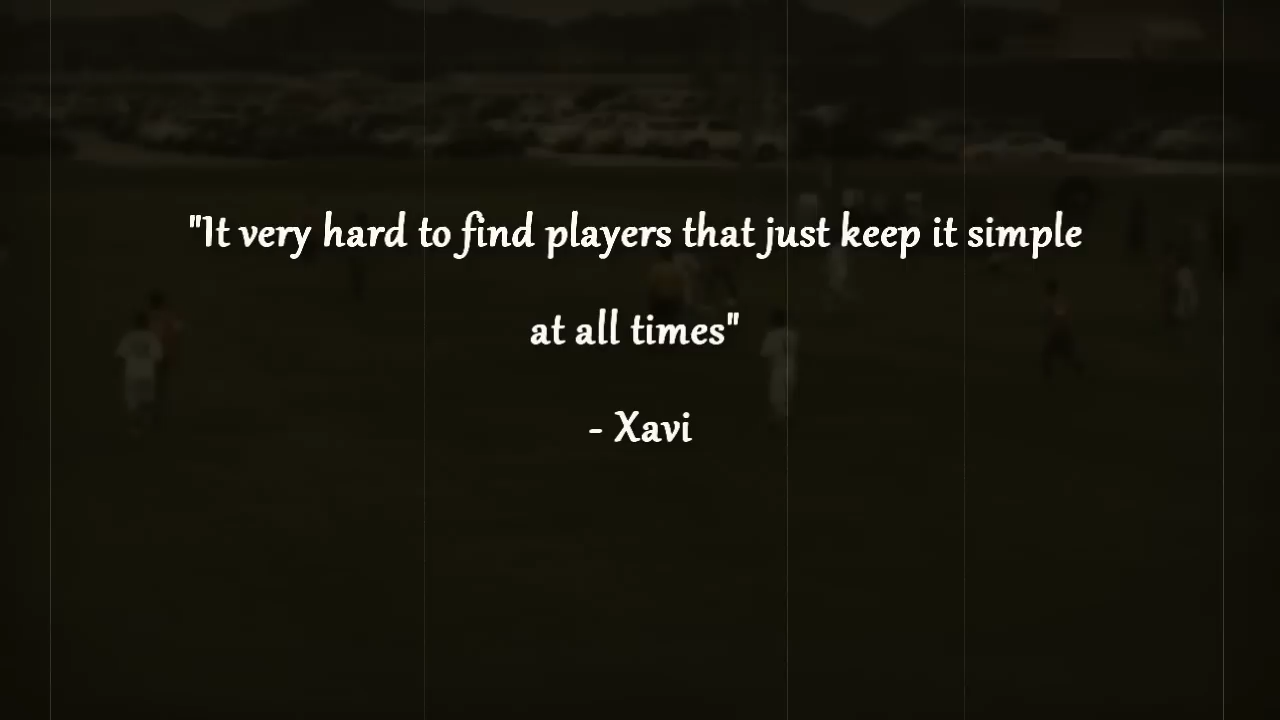 "It very hard to find players that just keep it simple
at all times"
- Xavi